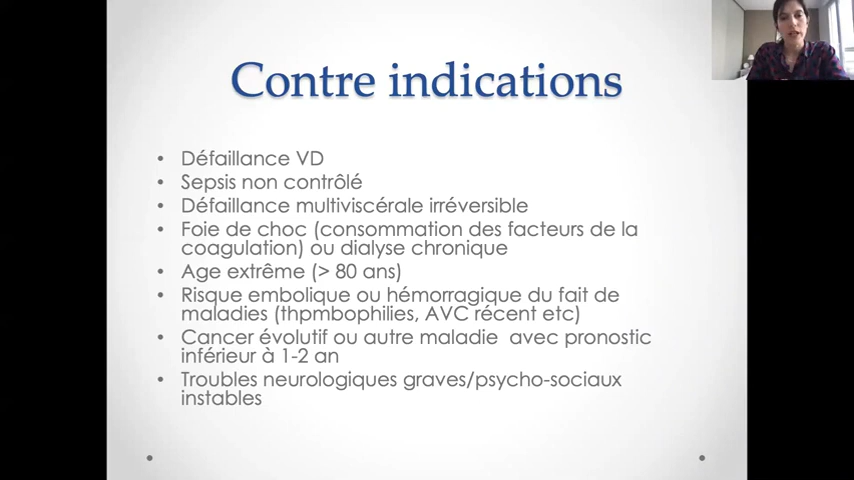 Contre indications
• Défaillance VD
• Sepsis non contrôlé
• Défaillance multiviscérale irréversible
• Foie de choc (consommation des facteurs de la
coagulation) ou dialyse chronique
• Age extrême (> 80 ans)
• Risque embolique ou hémorragique du fait de
maladies (thpmbophilies, AVC récent etc)
• Cancer évolutif ou autre maladie  avec pronostic
inférieur à 1-2 an
• Troubles neurologiques graves/psycho-sociaux
instables